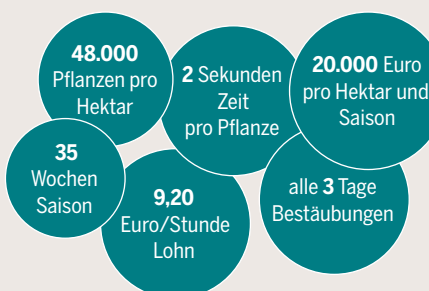 48.000
Pflanzen pro
Hektar
2 Sekunden
Zeit
pro Pflanze
20.000 Euro
pro Hektar und
Saison
35
Wochen
Saison
9,20
Euro/Stunde
Lohn
alle 3 Tage
Bestäubungen